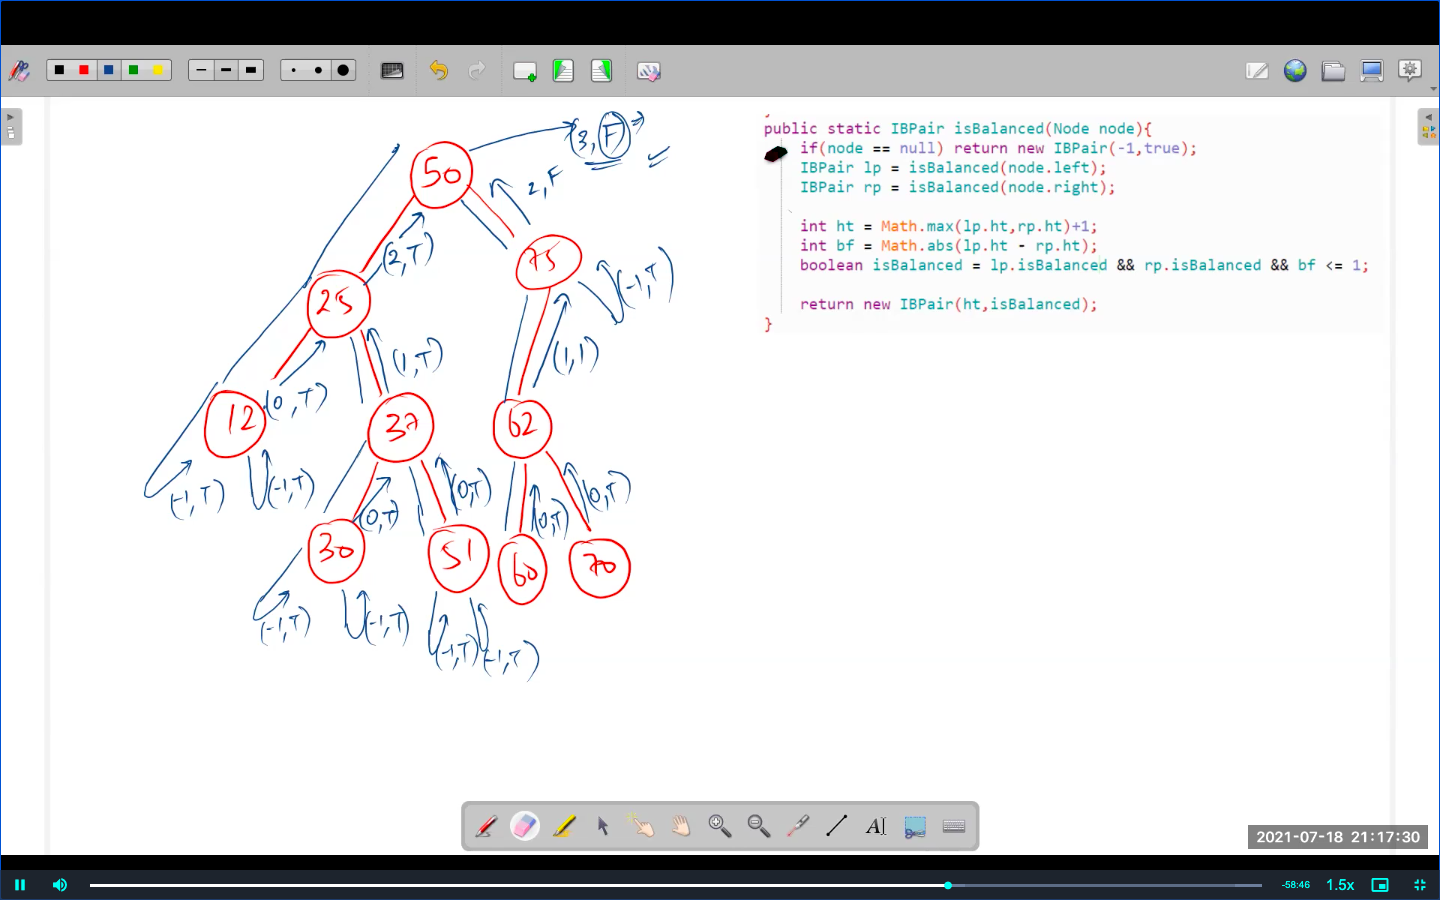 (3, F)
50
2, F
(2, T)
75
(-1, T)
25
(1, T)
(1, 1)
(0, T)
12
37
62
(-1, T)
(-1, T)
(0, T)
(0, T)
(0, T)
(0, T)
30
51
60
70
(-1, T)
(-1, T)
(-1, T)
(-1, T)
}
public static IBPair isBalanced(Node node){
if(node == null) return new IBPair(-1,true);
IBPair lp = isBalanced(node.left);
IBPair rp = isBalanced(node.right);
int ht = Math.max(lp.ht,rp.ht)+1;
int bf = Math.abs(lp.ht - rp.ht);
boolean isBalanced = lp.isBalanced && rp.isBalanced && bf <= 1;
return new IBPair(ht,isBalanced);
}
A
2021-07-18 21:17:30
-58:46
1.5x